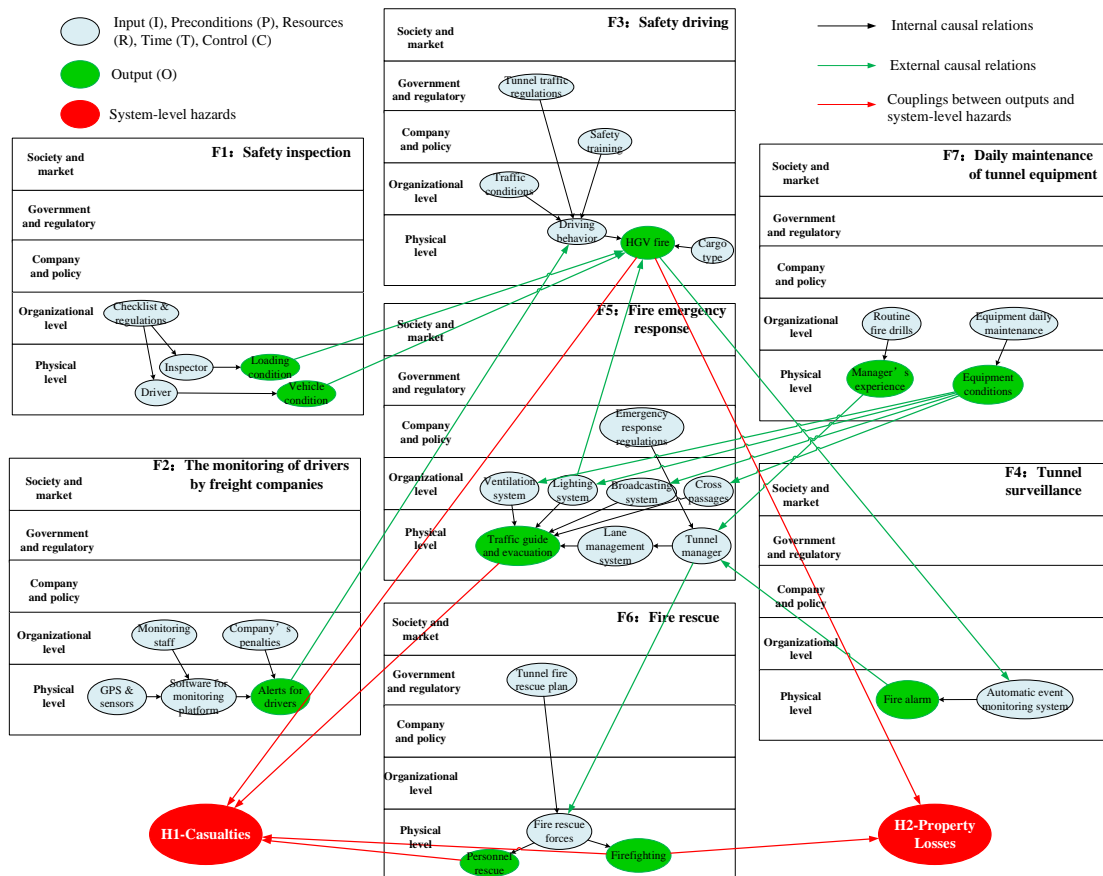 Input (I), Preconditions (P), Resources
(R), Time (T), Control (C)
Output (O)
System-level hazards
Internal causal relations
External causal relations
Couplings between outputs and
system-level hazards
F1：Safety inspection
Society and
market
Government
and regulatory
Company
and policy
Organizational
level
Physical
level
Checklist &
regulations
Inspector
Driver
Loading
condition
Vehicle
condition
F2：The monitoring of drivers
by freight companies
Society and
market
Government
and regulatory
Company
and policy
Organizational
level
Physical
level
Monitoring
staff
Company’s
penalties
GPS &
sensors
Software for
monitoring
platform
Alerts for
drivers
F3：Safety driving
Society and
market
Government
and regulatory
Company
and policy
Organizational
level
Physical
level
Tunnel traffic
regulations
Safety
training
Traffic
conditions
Driving
behavior
HGV fire
Cargo
type
F5：Fire emergency
response
Society and
market
Government
and regulatory
Company
and policy
Organizational
level
Physical
level
Emergency
response
regulations
Ventilation
system
Lighting
system
Broadcasting
system
Cross
passages
Traffic guide
and evacuation
Lane
management
system
Tunnel
manager
F6：Fire rescue
Society and
market
Government
and regulatory
Company
and policy
Organizational
level
Physical
level
Tunnel fire
rescue plan
Fire rescue
forces
Personnel
rescue
Firefighting
F7：Daily maintenance
of tunnel equipment
Society and
market
Government
and regulatory
Company
and policy
Organizational
level
Physical
level
Routine
fire drills
Equipment daily
maintenance
Manager’s
experience
Equipment
conditions
F4：Tunnel
surveillance
Society and
market
Government
and regulatory
Company
and policy
Organizational
level
Physical
level
Fire alarm
Automatic event
monitoring system
H1-Casualties
H2-Property
Losses